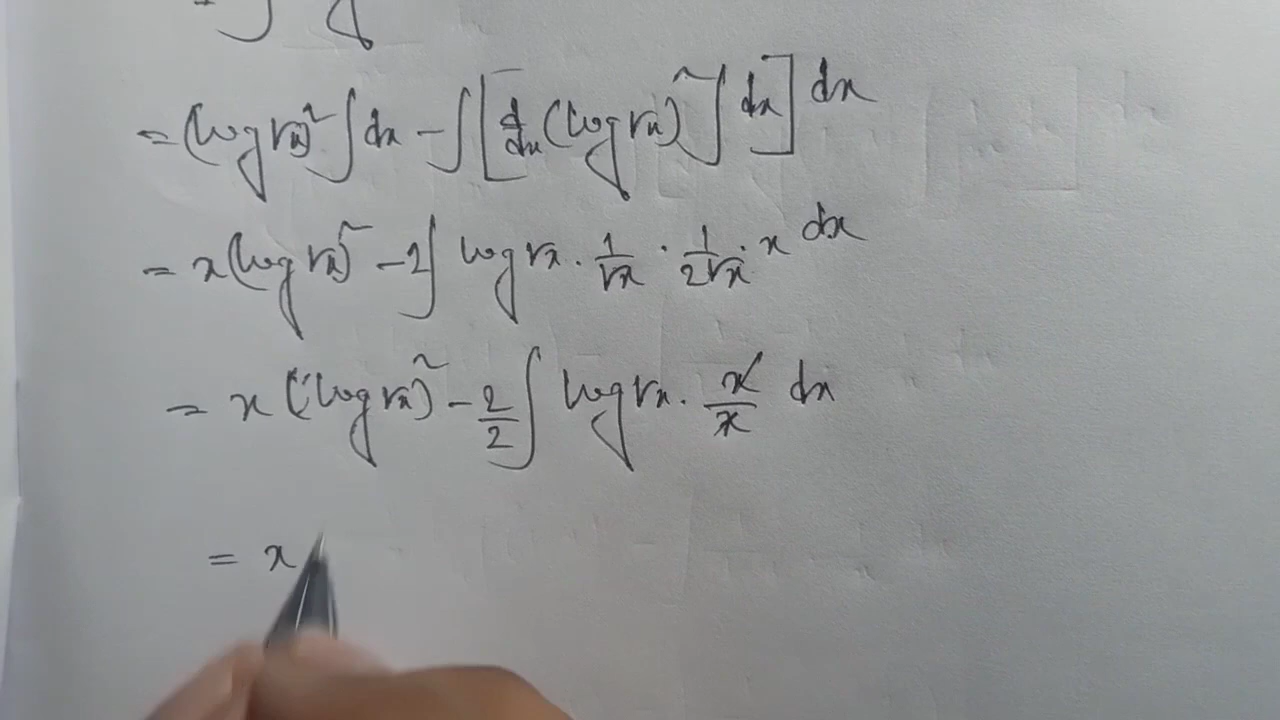 = (log√x)² ∫dx - ∫[d/dx (log√x)² ∫dx] dx
= x(log√x)² - 2∫ log√x · 1/√x · 1/2√x · x dx
= x (log√x)² - 2/2 ∫ log√x · x/x dx
= x